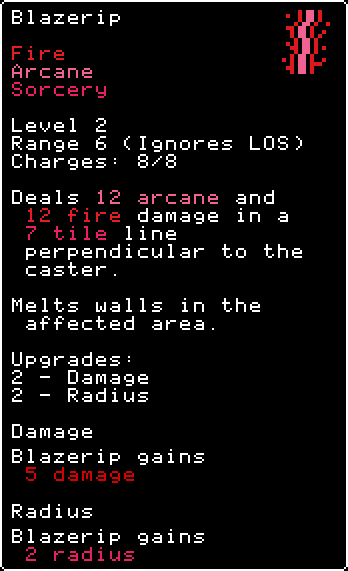 Blazerip
Fire
Arcane
Sorcery
Level 2
Range 6 (Ignores LOS)
Charges: 8/8
Deals 12 arcane and
12 fire damage in a
7 tile line
perpendicular to the
caster.
Melts walls in the
affected area.
Upgrades:
2 - Damage
2 - Radius
Damage
Blazerip gains
5 damage
Radius
Blazerip gains
2 radius